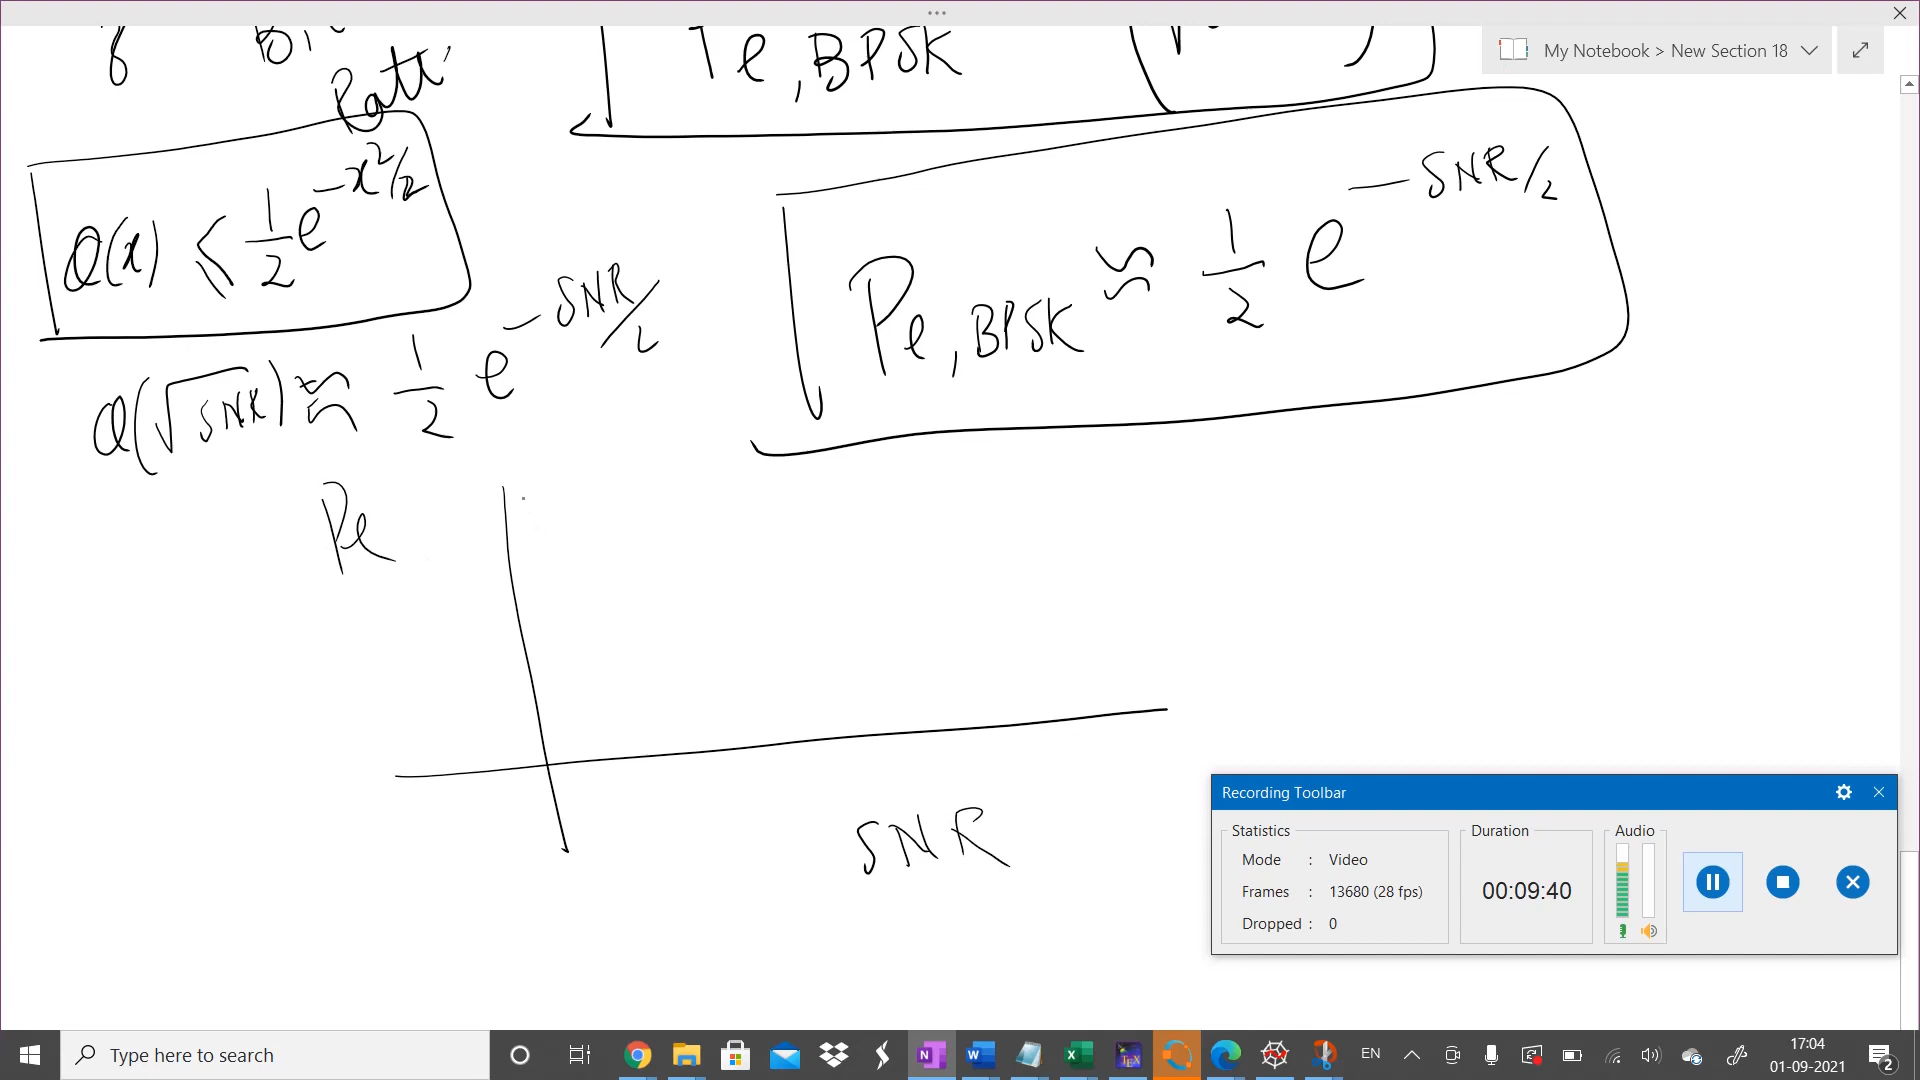 My Notebook > New Section 18
Pe, BPSK
Q(x) ≤ 1/2 e^-x²/2
Pe, BPSK ≈ 1/2 e^-SNR/2
Q(√SNR) ≈ 1/2 e^-SNR/2
Pe
SNR
Recording Toolbar
Statistics
Mode : Video
Frames : 13680 (28 fps)
Dropped : 0
Duration
00:09:40
Audio
Type here to search
EN
17:04
01-09-2021
2